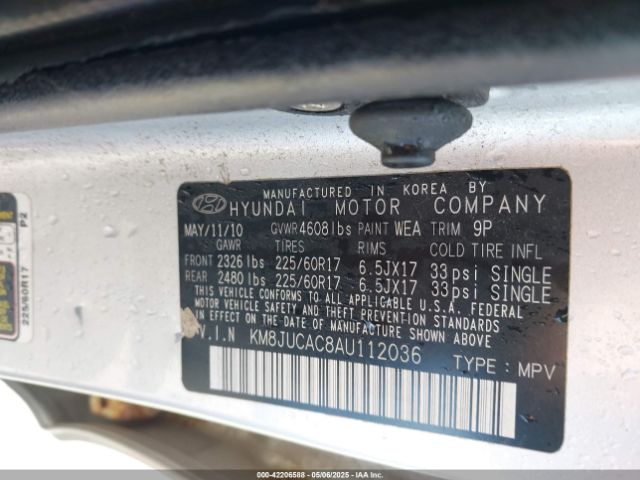 MANUFACTURED IN KOREA BY
HYUNDAI MOTOR COMPANY
MAY/11/10 GVWR 4608lbs PAINT WEA TRIM 9P
GAWR TIRES RIMS COLD TIRE INFL
FRONT 2326 lbs 225/60R17 6.5JX17 33psi SINGLE
REAR 2480 lbs 225/60R17 6.5JX17 33psi SINGLE
THIS VEHICLE CONFORMS TO ALL APPLICABLE U.S.A. FEDERAL
MOTOR VEHICLE SAFETY AND THEFT PREVENTION STANDARDS
IN EFFECT ON THE DATE OF MANUFACTURE SHOWN ABOVE
V.I.N KM8JUCAC8AU112036 TYPE : MPV
P2
225/60R17
000-42206588 - 05/06/2025 - IAA Inc.